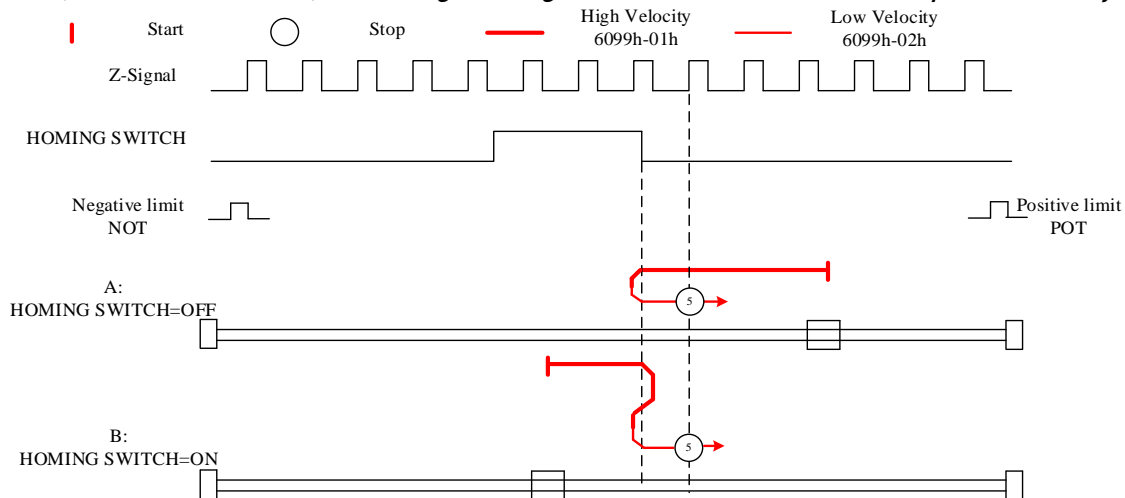 Start
Stop
High Velocity
6099h-01h
Low Velocity
6099h-02h
Z-Signal
HOMING SWITCH
Negative limit
NOT
Positive limit
POT
A:
HOMING SWITCH=OFF
5
B:
HOMING SWITCH=ON
5